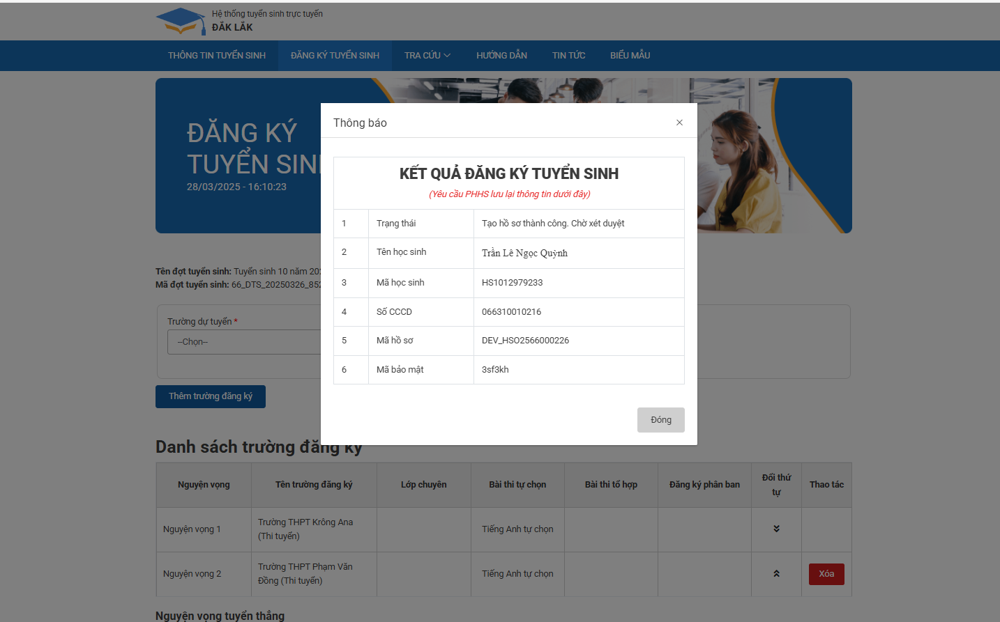 Hệ thống tuyển sinh trực tuyến
ĐẮK LẮK
THÔNG TIN TUYỂN SINH ĐĂNG KÝ TUYỂN SINH TRA CỨU HƯỚNG DẪN TIN TỨC BIỂU MẪU
ĐĂNG KÝ
TUYỂN SIN
28/03/2025 - 16:10:23
Thông báo
KẾT QUẢ ĐĂNG KÝ TUYỂN SINH
(Yêu cầu PHHS lưu lại thông tin dưới đây)
1 Trạng thái Tạo hồ sơ thành công. Chờ xét duyệt
2 Tên học sinh Trần Lê Ngọc Quỳnh
3 Mã học sinh HS1012979233
4 Số CCCD 066310010216
5 Mã hồ sơ DEV_HSO2566000226
6 Mã bảo mật 3sf3kh
Đóng
Tên đợt tuyển sinh: Tuyển sinh 10 năm 202
Mã đợt tuyển sinh: 66_DTS_20250326_852
Trường dự tuyển *
--Chọn--
Thêm trường đăng ký
Danh sách trường đăng ký
Nguyện vọng Tên trường đăng ký Lớp chuyên Bài thi tự chọn Bài thi tổ hợp Đăng ký phân ban Đổi thứ tự Thao tác
Nguyện vọng 1 Trường THPT Krông Ana (Thi tuyển) Tiếng Anh tự chọn
Nguyện vọng 2 Trường THPT Phạm Văn Đồng (Thi tuyển) Tiếng Anh tự chọn Xóa
Nguyện vọng tuyển thẳng